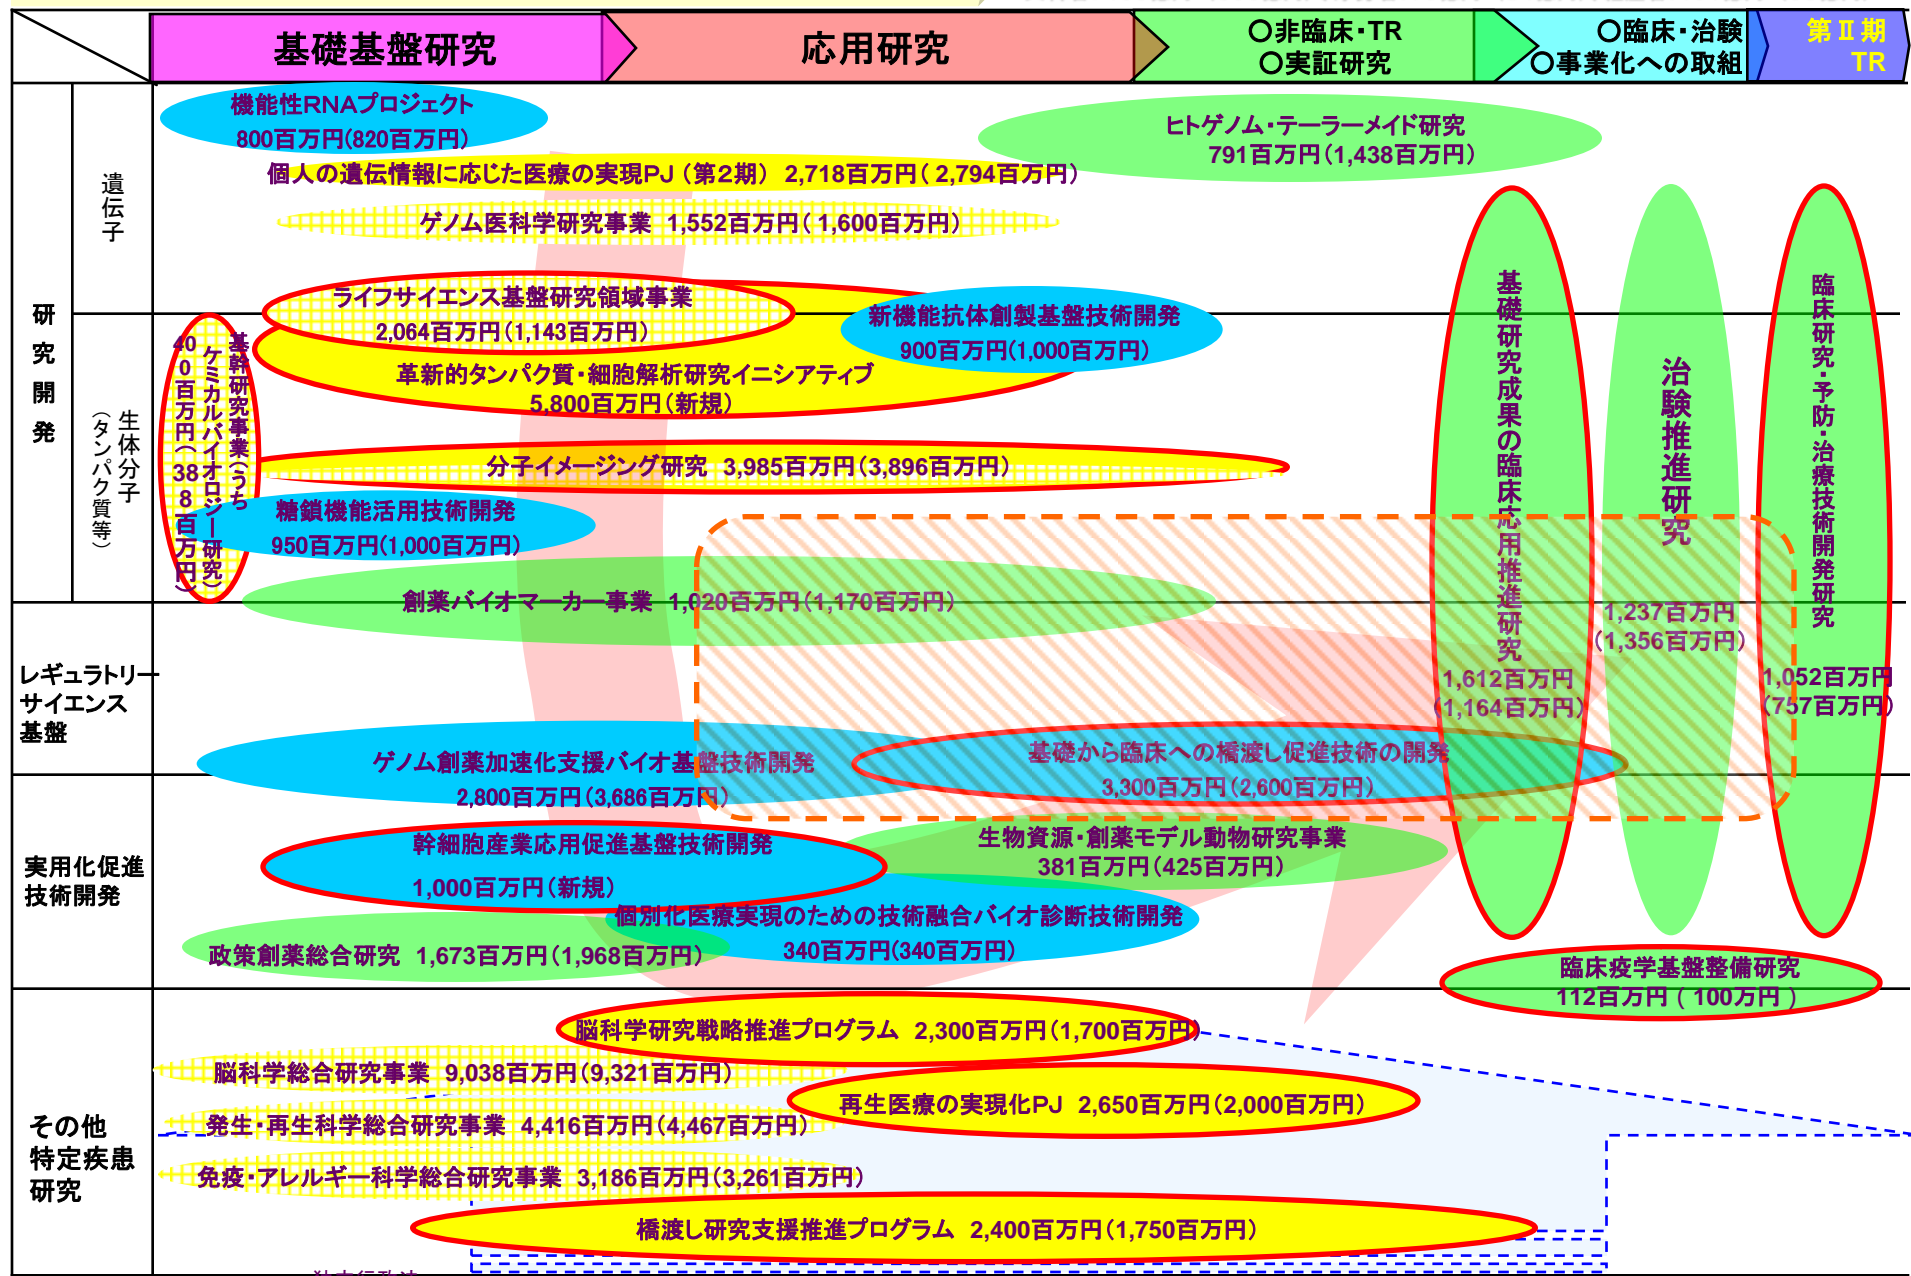 基礎基盤研究
応用研究
○非臨床・TR
○実証研究
○臨床・治験
○事業化への取組
第Ⅱ期
TR
研究開発
遺伝子
生体分子
（タンパク質等）
レギュラトリー
サイエンス
基盤
実用化促進
技術開発
その他
特定疾患
研究
機能性RNAプロジェクト
800百万円(820百万円)
ヒトゲノム・テーラーメイド研究
791百万円(1,438百万円)
個人の遺伝情報に応じた医療の実現PJ（第2期） 2,718百万円( 2,794百万円)
ゲノム医科学研究事業 1,552百万円( 1,600百万円)
ライフサイエンス基盤研究領域事業
2,064百万円(1,143百万円)
新機能抗体創製基盤技術開発
900百万円(1,000百万円)
革新的タンパク質・細胞解析研究イニシアティブ
5,800百万円(新規)
基幹研究事業（うち
ケミカルバイオロジー研究）
400百万円(388百万円)
分子イメージング研究 3,985百万円(3,896百万円)
糖鎖機能活用技術開発
950百万円(1,000百万円)
創薬バイオマーカー事業 1,020百万円(1,170百万円)
基礎研究成果の臨床応用推進研究
1,612百万円
(1,164百万円)
治験推進研究
1,237百万円
(1,356百万円)
臨床研究・予防・治療技術開発研究
1,052百万円
(757百万円)
ゲノム創薬加速化支援バイオ基盤技術開発
2,800百万円(3,686百万円)
基礎から臨床への橋渡し促進技術の開発
3,300百万円(2,600百万円)
幹細胞産業応用促進基盤技術開発
1,000百万円(新規)
生物資源・創薬モデル動物研究事業
381百万円(425百万円)
個別化医療実現のための技術融合バイオ診断技術開発
340百万円(340百万円)
政策創薬総合研究 1,673百万円(1,968百万円)
臨床疫学基盤整備研究
112百万円 ( 100万円 )
脳科学研究戦略推進プログラム 2,300百万円(1,700百万円)
脳科学総合研究事業 9,038百万円(9,321百万円)
再生医療の実現化PJ 2,650百万円(2,000百万円)
発生・再生科学総合研究事業 4,416百万円(4,467百万円)
免疫・アレルギー科学総合研究事業 3,186百万円(3,261百万円)
橋渡し研究支援推進プログラム 2,400百万円(1,750百万円)